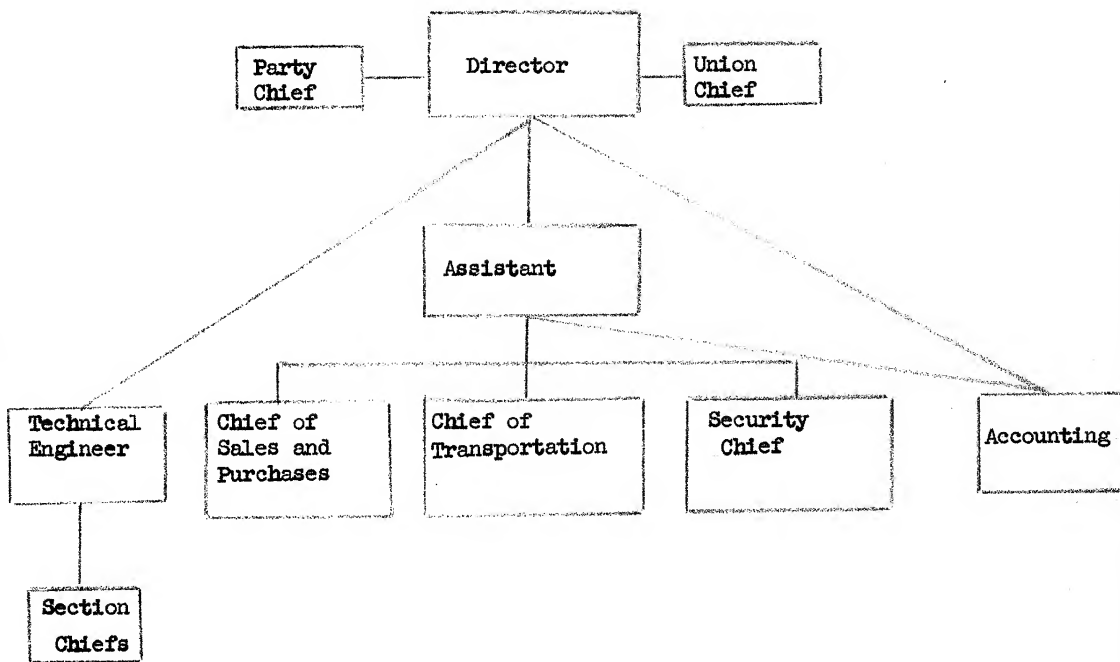 Party
Chief
Director
Union
Chief
Assistant
Technical
Engineer
Chief of
Sales and
Purchases
Chief of
Transportation
Security
Chief
Accounting
Section
Chiefs